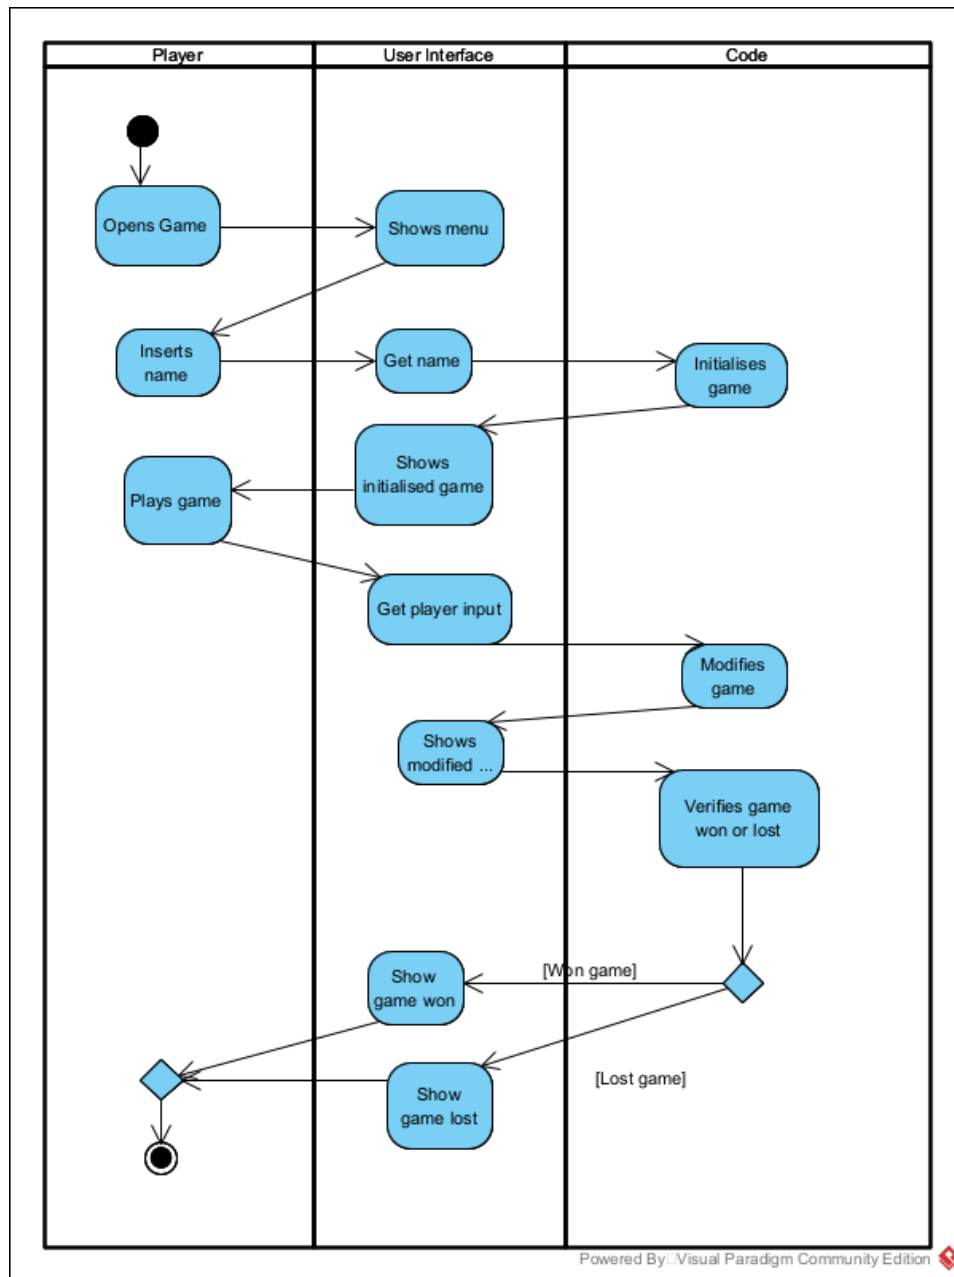 Player
User Interface
Code
Opens Game
Shows menu
Inserts
name
Get name
Initialises
game
Shows
initialised game
Plays game
Get player input
Modifies
game
Shows
modified ...
Verifies game
won or lost
[Won game]
Show
game won
[Lost game]
Show
game lost
Powered By Visual Paradigm Community Edition